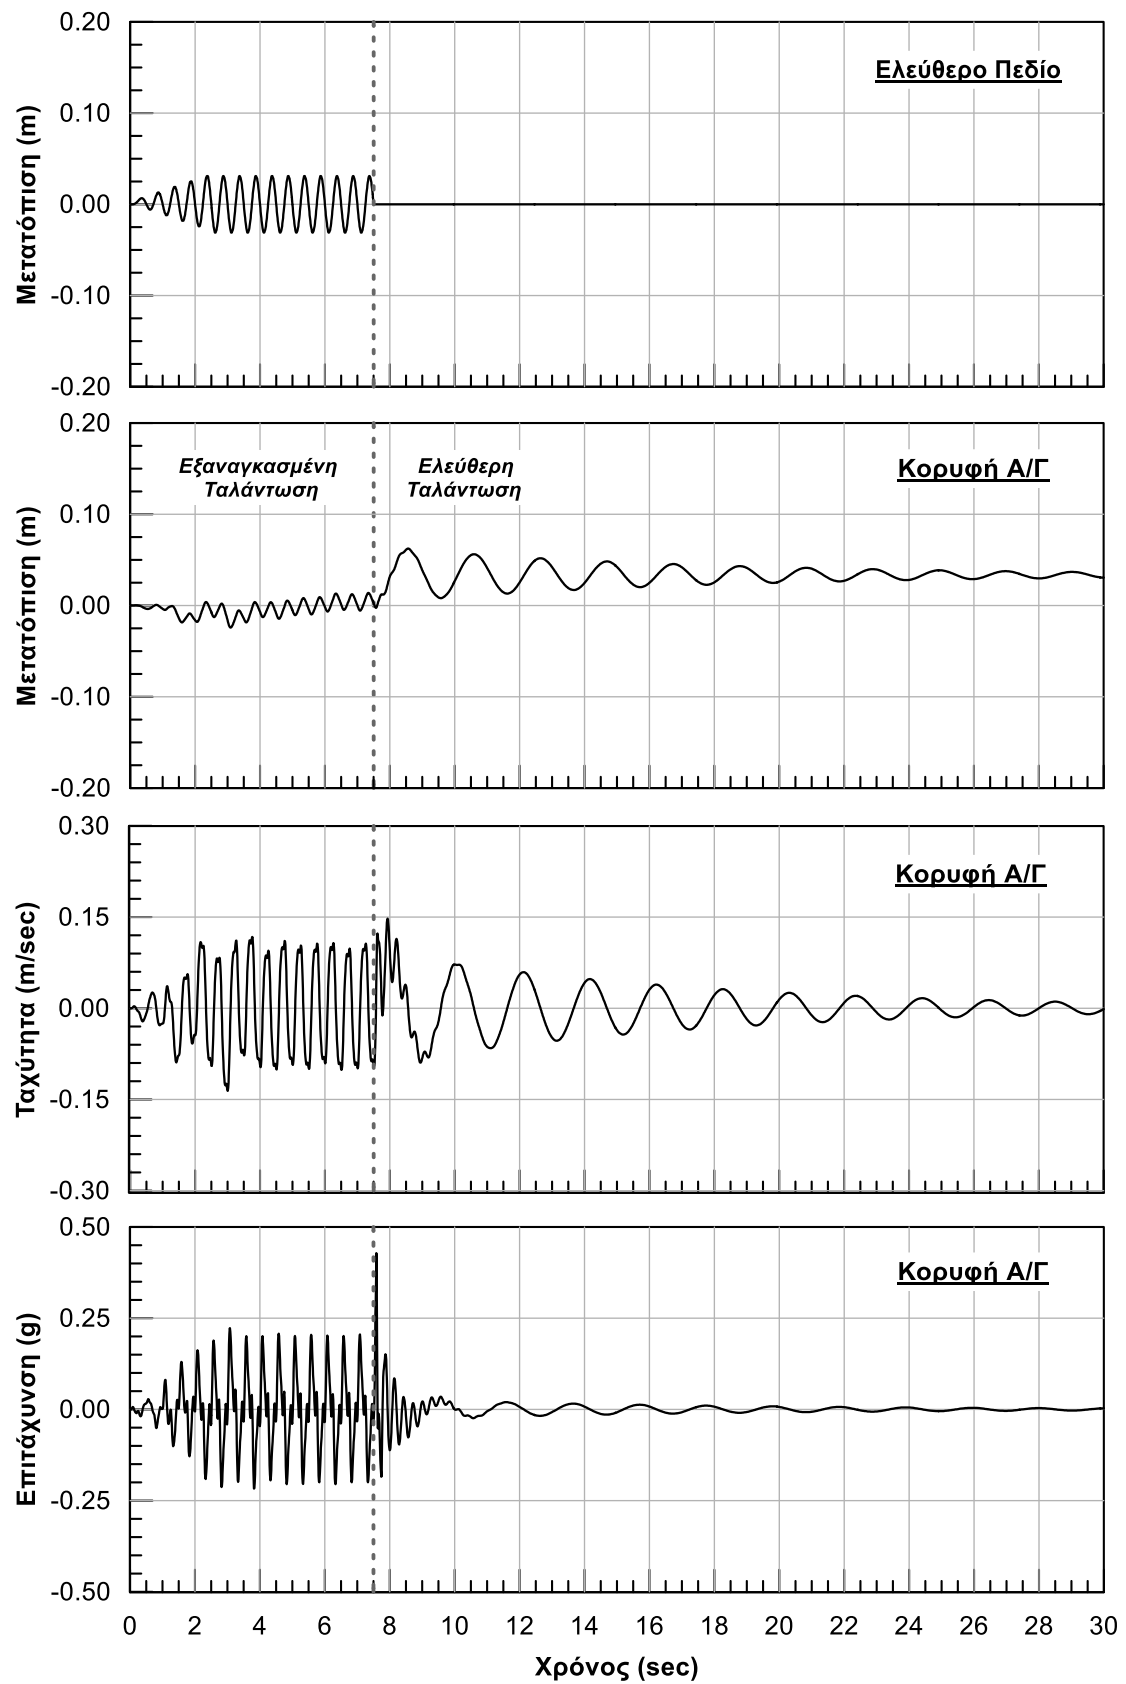 0.20
Ελεύθερο Πεδίο
0.10
0.00
-0.10
-0.20
Μετατόπιση (m)
0.20
Εξαναγκασμένη
Ταλάντωση
Ελεύθερη
Ταλάντωση
Κορυφή Α/Γ
0.10
0.00
-0.10
-0.20
Μετατόπιση (m)
0.30
Κορυφή Α/Γ
0.15
0.00
-0.15
-0.30
Ταχύτητα (m/sec)
0.50
Κορυφή Α/Γ
0.25
0.00
-0.25
-0.50
Επιτάχυνση (g)
0 2 4 6 8 10 12 14 16 18 20 22 24 26 28 30
Χρόνος (sec)